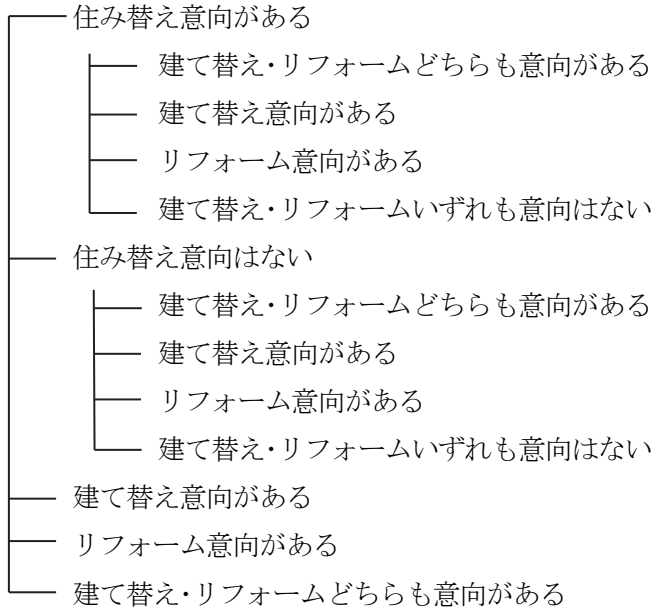 住み替え意向がある
建て替え・リフォームどちらも意向がある
建て替え意向がある
リフォーム意向がある
建て替え・リフォームいずれも意向はない
住み替え意向はない
建て替え・リフォームどちらも意向がある
建て替え意向がある
リフォーム意向がある
建て替え・リフォームいずれも意向はない
建て替え意向がある
リフォーム意向がある
建て替え・リフォームどちらも意向がある